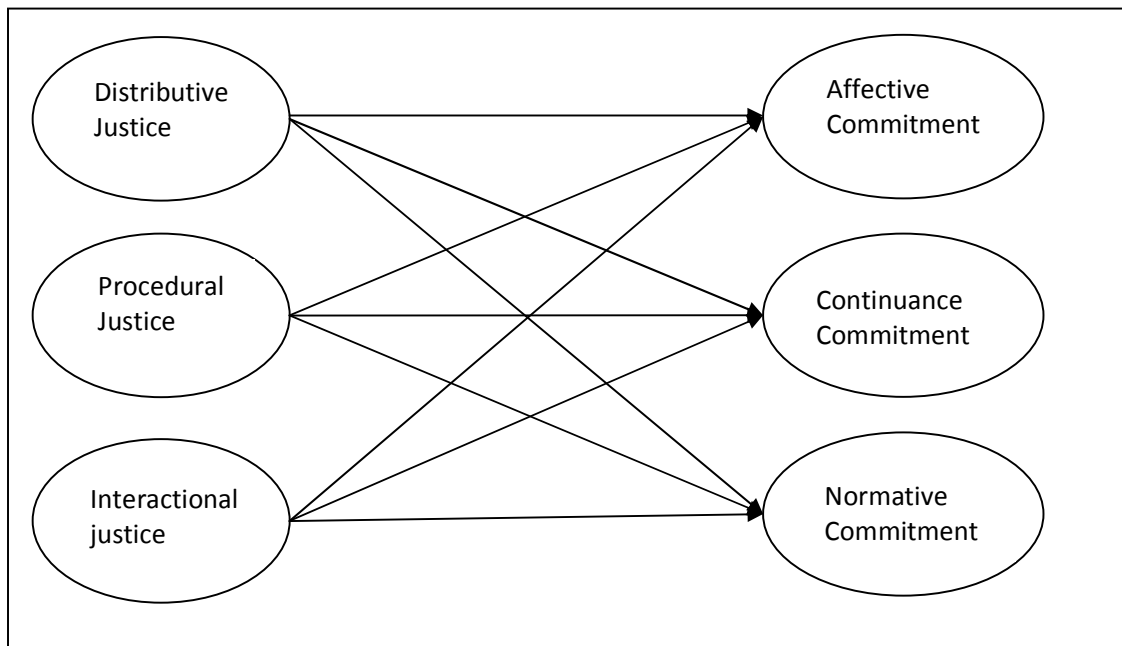 Distributive
Justice
Affective
Commitment
Procedural
Justice
Continuance
Commitment
Interactional
justice
Normative
Commitment